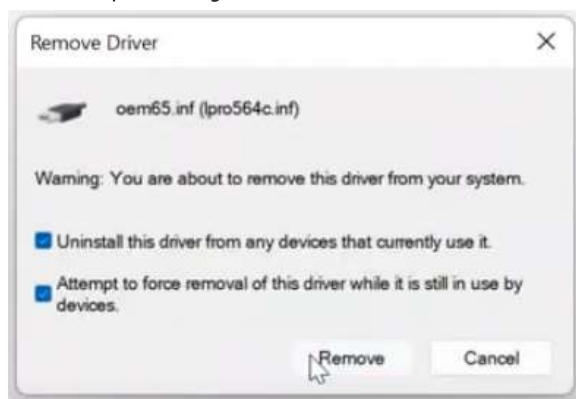 Remove Driver
oem65.inf (lpro564c.inf)
Warning: You are about to remove this driver from your system.
Uninstall this driver from any devices that currently use it.
Attempt to force removal of this driver while it is still in use by
devices.
Remove Cancel